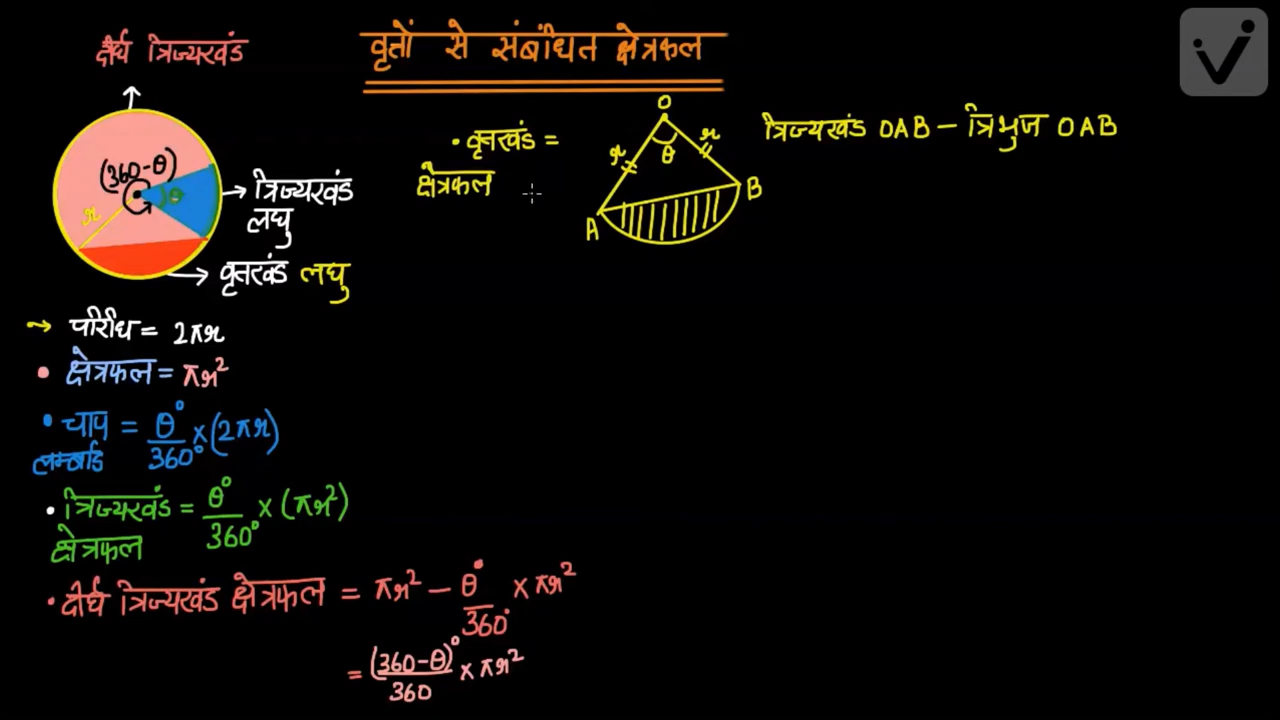 वृतों से संबंधित क्षेत्रफल
दीर्घ त्रिज्यखंड
(360-θ)
θ
r
त्रिज्यखंड
लघु
वृतखंड लघु
→ परिधि = 2πr
• क्षेत्रफल = πr²
• चाप = θ°/360° × (2πr)
लम्बाई
• त्रिज्यखंड = θ°/360° × (πr²)
क्षेत्रफल
• दीर्घ त्रिज्यखंड क्षेत्रफल = πr² − θ°/360° × πr²
= (360-θ)°/360 × πr²
• वृतखंड =
क्षेत्रफल
O
r
r
θ
A
B
त्रिज्यखंड OAB − त्रिभुज OAB